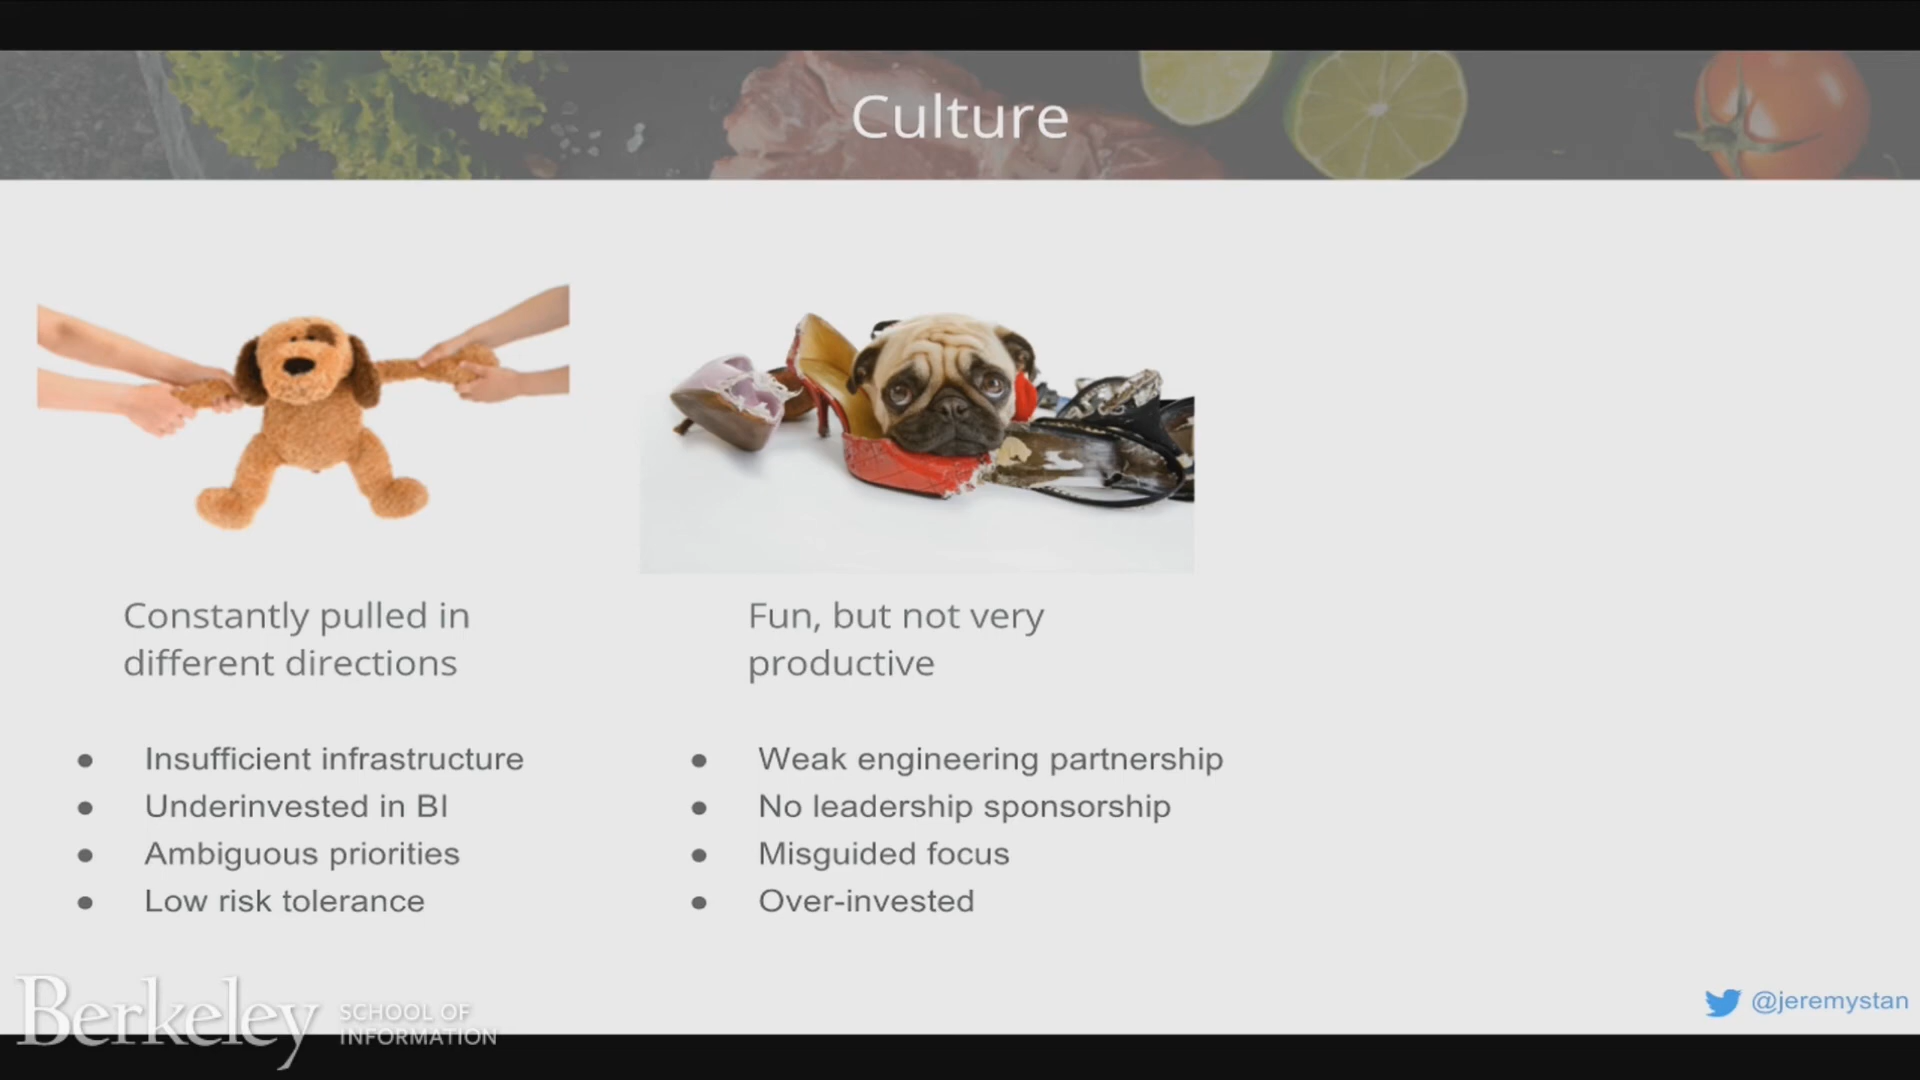 Culture
Constantly pulled in
different directions
Insufficient infrastructure
Underinvested in BI
Ambiguous priorities
Low risk tolerance
Fun, but not very
productive
Weak engineering partnership
No leadership sponsorship
Misguided focus
Over-invested
Berkeley SCHOOL OF
INFORMATION
@jeremystan